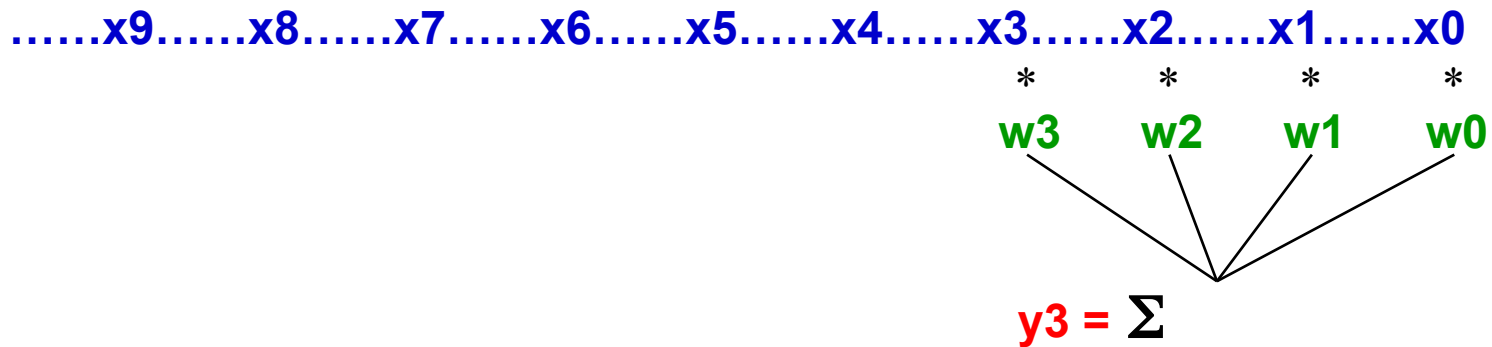 ……x9……x8……x7……x6……x5……x4……x3……x2……x1……x0
* * * *
w3 w2 w1 w0
y3 = Σ